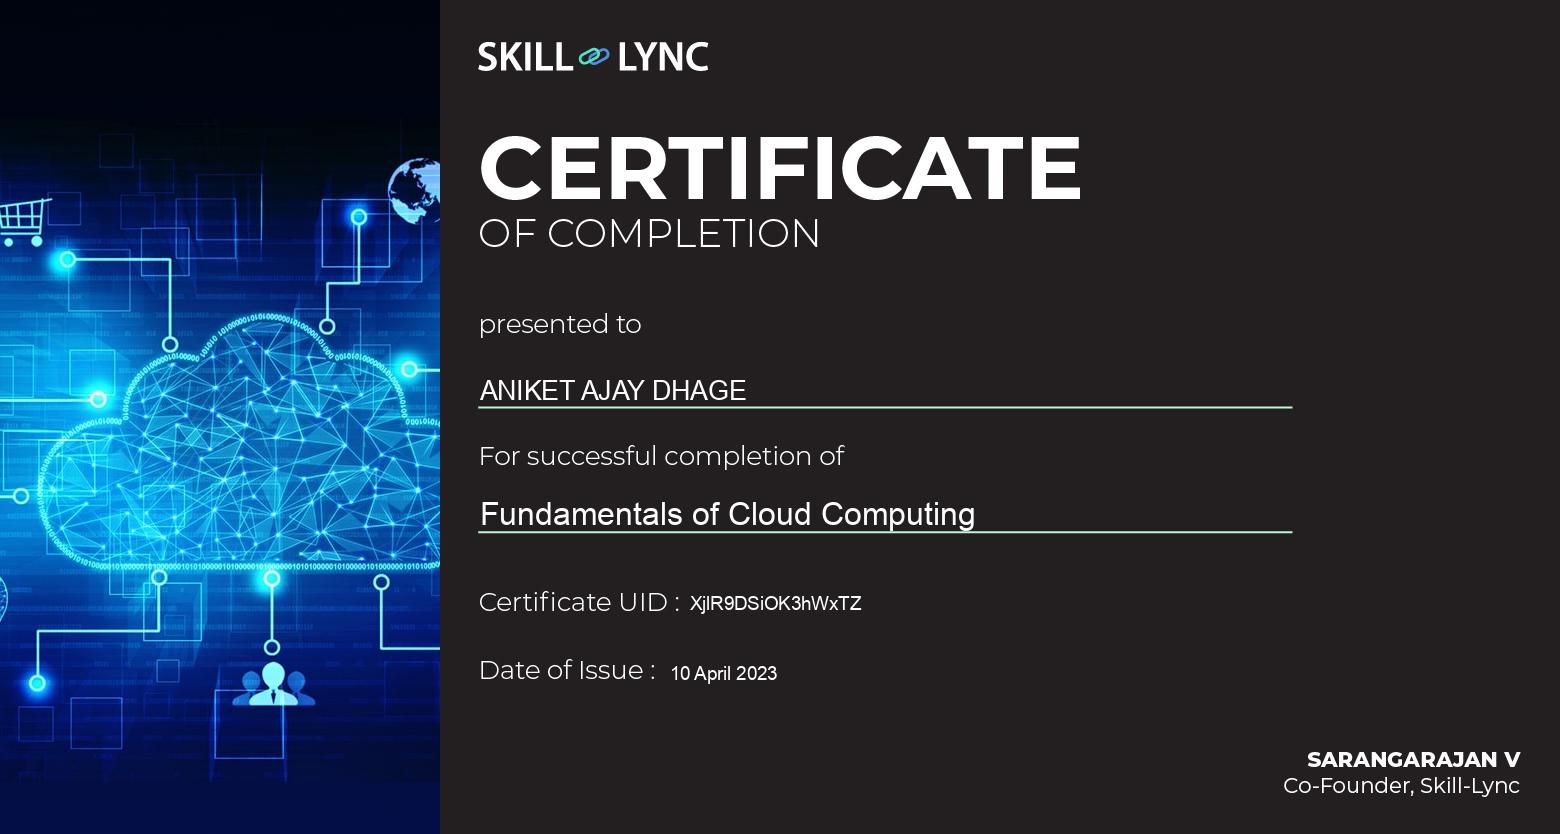 SKILL LYNC
CERTIFICATE
OF COMPLETION
presented to
ANIKET AJAY DHAGE
For successful completion of
Fundamentals of Cloud Computing
Certificate UID : XjlR9DSiOK3hWxTZ
Date of Issue : 10 April 2023
SARANGARAJAN V
Co-Founder, Skill-Lync